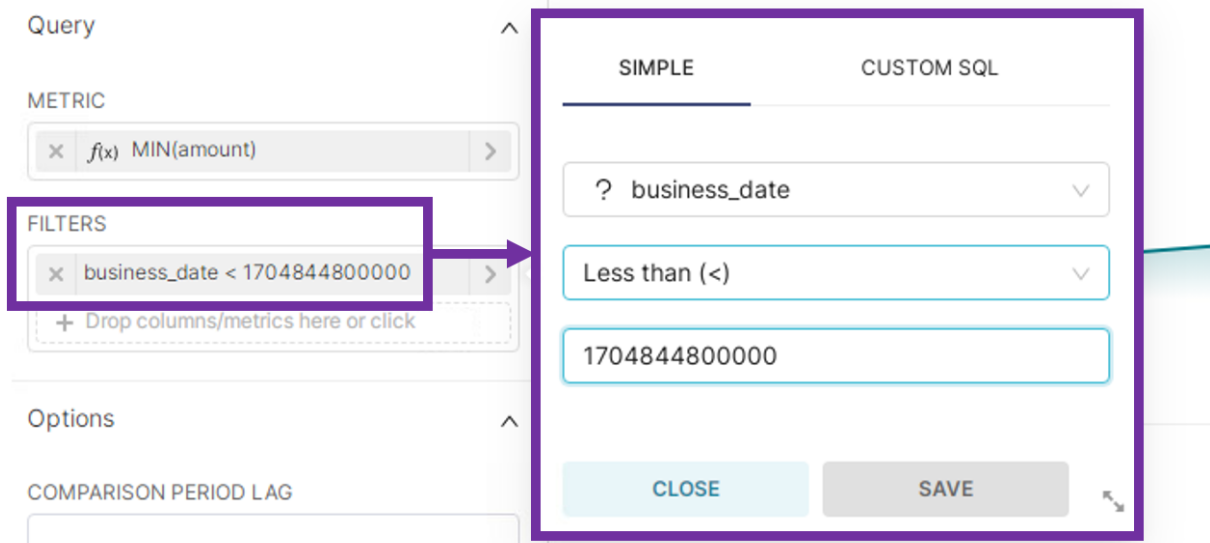 Query
METRIC
f(x) MIN(amount)
FILTERS
business_date < 1704844800000
Drop columns/metrics here or click
Options
COMPARISON PERIOD LAG
SIMPLE CUSTOM SQL
? business_date
Less than (<)
1704844800000
CLOSE SAVE